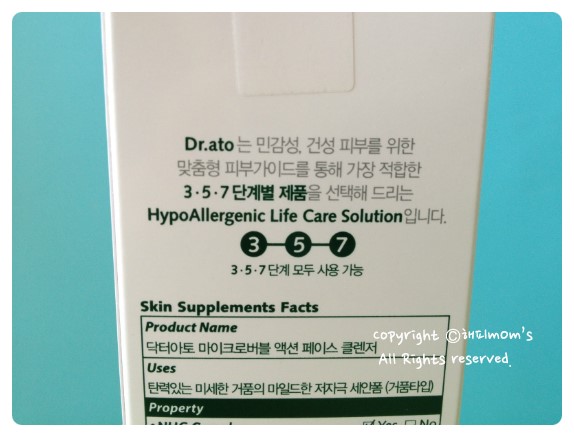 Dr.ato는 민감성, 건성 피부를 위한
맞춤형 피부가이드를 통해 가장 적합한
3·5·7단계별 제품을 선택해 드리는
HypoAllergenic Life Care Solution입니다.
3 5 7
3·5·7단계 모두 사용 가능
Skin Supplements Facts
Product Name
닥터아토 마이크로버블 액션 페이스 클렌저
copyright ⓒ해피mom's
All Rights reserved.
Uses
탄력있는 미세한 거품의 마일드한 저자극 세안폼 (거품타입)
Property
Yes No